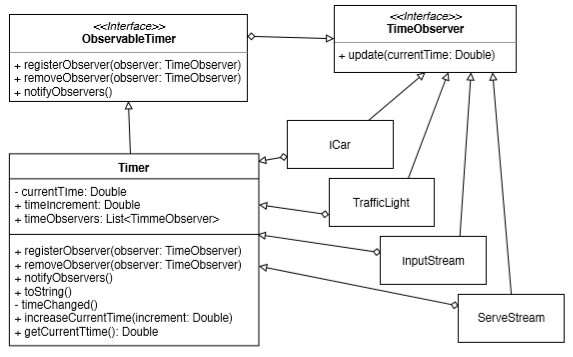 <<Interface>>
ObservableTimer
+ registerObserver(observer: TimeObserver)
+ removeObserver(observer: TimeObserver)
+ notifyObservers()
<<Interface>>
TimeObserver
+ update(currentTime: Double)
Timer
- currentTIme: Double
+ timeIncrement: Double
+ timeObservers: List<TimmeObserver>
+ registerObserver(observer: TimeObserver)
+ removeObserver(observer: TimeObserver)
+ notifyObservers()
+ toString()
- timeChanged()
+ increaseCurrentTime(increment: Double)
+ getCurrentTtime(): Double
ICar
TrafficLight
InputStream
ServeStream